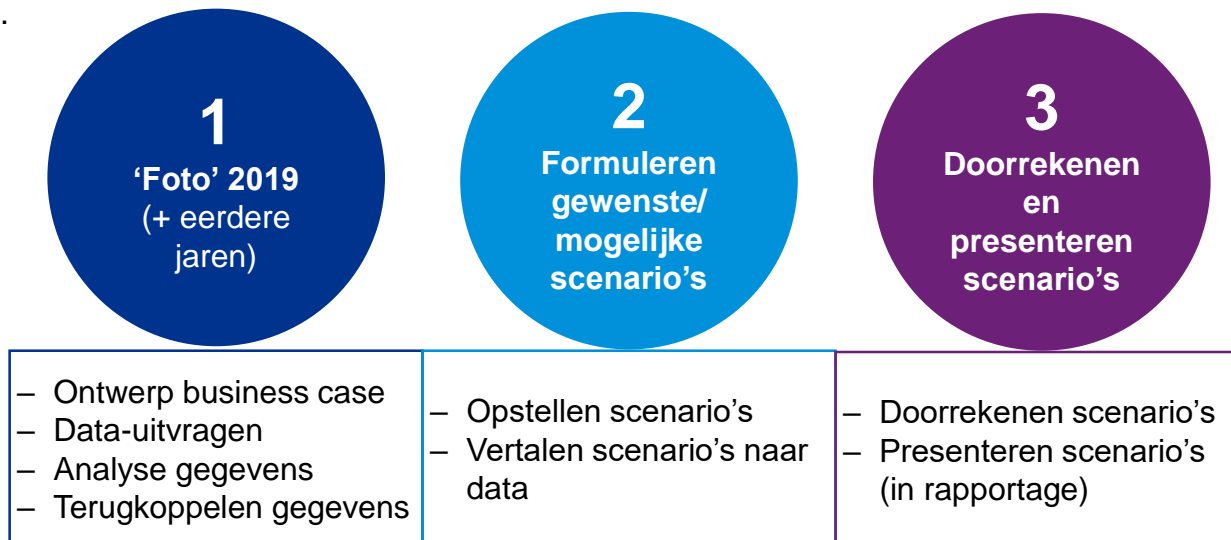 .
1
‘Foto’ 2019
(+ eerdere
jaren)
– Ontwerp business case
– Data-uitvragen
– Analyse gegevens
– Terugkoppelen gegevens
2
Formuleren
gewenste/
mogelijke
scenario’s
– Opstellen scenario’s
– Vertalen scenario’s naar
data
3
Doorrekenen
en
presenteren
scenario’s
– Doorrekenen scenario’s
– Presenteren scenario’s
(in rapportage)